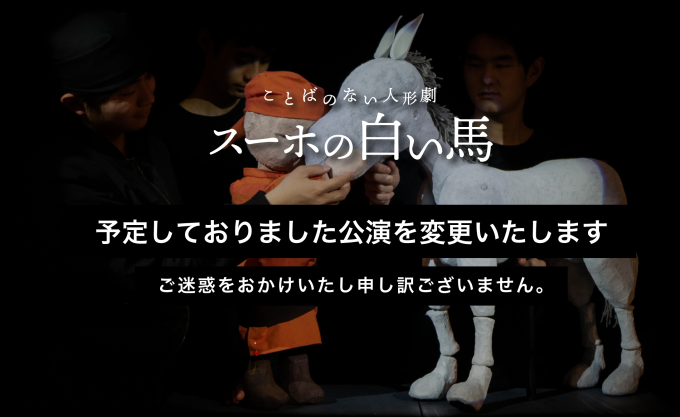 ことばのない人形劇
スーホの白い馬
予定しておりました公演を変更いたします
ご迷惑をおかけいたし申し訳ございません。